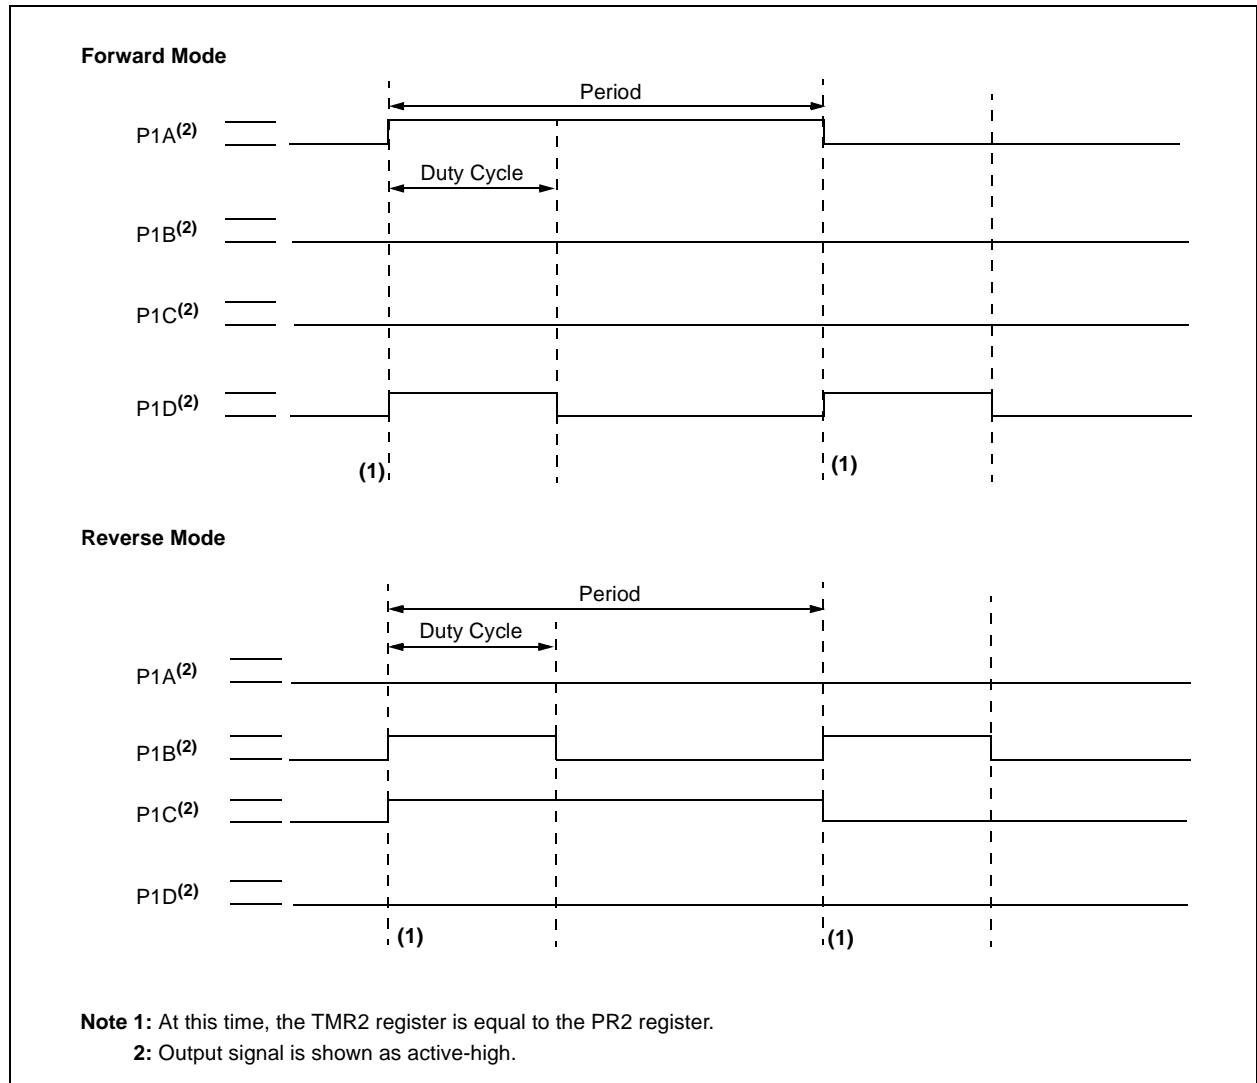 Forward Mode
Period
P1A(2)
Duty Cycle
P1B(2)
P1C(2)
P1D(2)
(1)
(1)
Reverse Mode
Period
Duty Cycle
P1A(2)
P1B(2)
P1C(2)
P1D(2)
(1)
(1)
Note 1: At this time, the TMR2 register is equal to the PR2 register.
2: Output signal is shown as active-high.